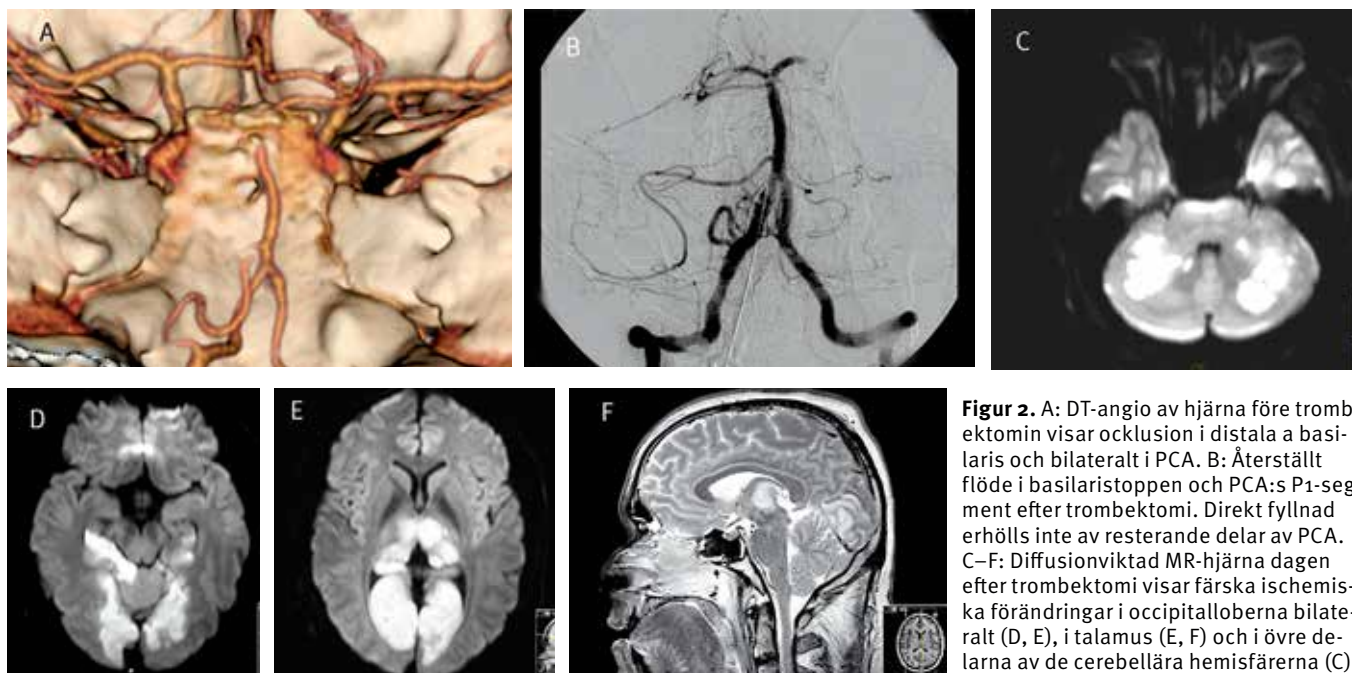 A
B
C
D
E
F
Figur 2. A: DT-angio av hjärna före tromb-
ektomin visar ocklusion i distala a basi-
laris och bilateralt i PCA. B: Återställt
flöde i basilaristoppen och PCA:s P1-seg-
ment efter trombektomi. Direkt fyllnad
erhölls inte av resterande delar av PCA.
C–F: Diffusionviktad MR-hjärna dagen
efter trombektomi visar färska ischemis-
ka förändringar i occipitalloberna bilate-
ralt (D, E), i talamus (E, F) och i övre de-
larna av de cerebellära hemisfärerna (C)